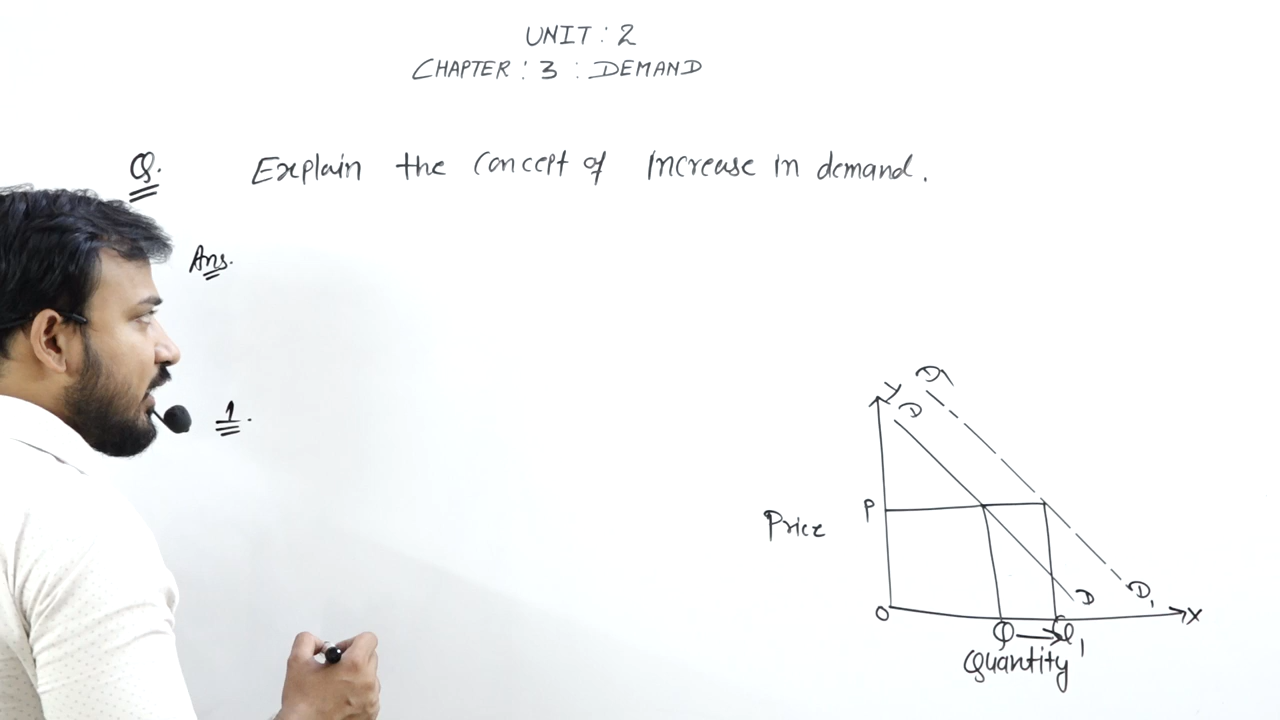 UNIT : 2
CHAPTER : 3 : DEMAND
Q. Explain the concept of increase in demand.
Ans.
1.
Y
D1
D
P
Price
D
D1
O
Q → Q1
X
Quantity